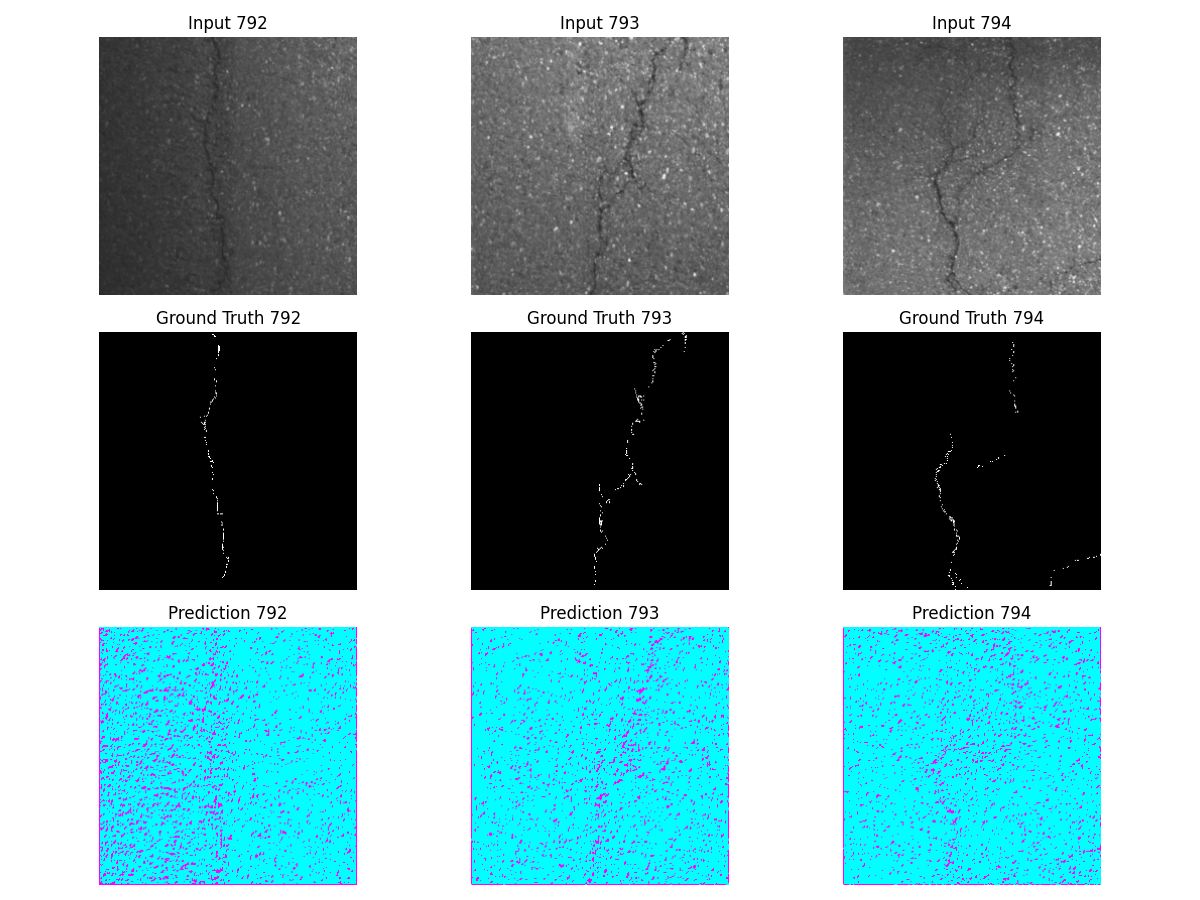 Input 792
Input 793
Input 794
Ground Truth 792
Ground Truth 793
Ground Truth 794
Prediction 792
Prediction 793
Prediction 794